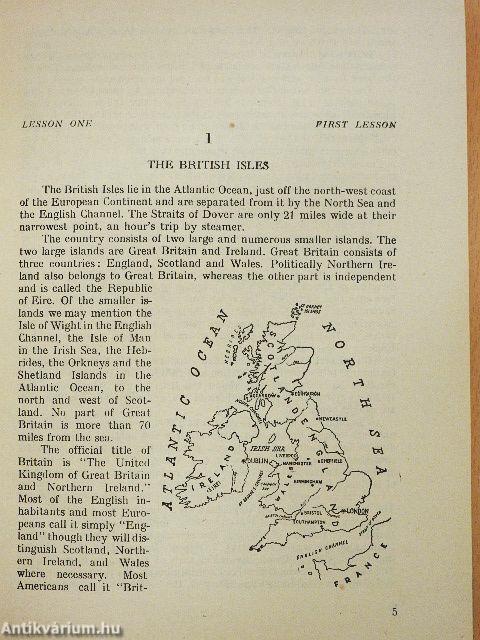 LESSON ONE
FIRST LESSON
1
THE BRITISH ISLES
The British Isles lie in the Atlantic Ocean, just off the north-west coast
of the European Continent and are separated from it by the North Sea and
the English Channel. The Straits of Dover are only 21 miles wide at their
narrowest point, an hour's trip by steamer.
The country consists of two large and numerous smaller islands. The
two large islands are Great Britain and Ireland. Great Britain consists of
three countries: England, Scotland and Wales. Politically Northern Ire-
land also belongs to Great Britain, whereas the other part is independent
and is called the Republic
of Eire. Of the smaller is-
lands we may mention the
Isle of Wight in the English
Channel, the Isle of Man
in the Irish Sea, the Heb-
rides, the Orkneys and the
Shetland Islands in the
Atlantic Ocean, to the
north and west of Scot-
land. No part of Great
Britain is more than 70
miles from the sea.
The official title of
Britain is "The United
Kingdom of Great Britain
and Northern Ireland."
Most of the English in-
habitants and most Euro-
peans call it simply "Eng-
land" though they will dis-
tinguish Scotland, North-
ern Ireland, and Wales
where necessary. Most
Americans call it "Brit-
ATLANTIC OCEAN
NORTH SEA
ORKNEY
ISLANDS
HEBRIDES
SCOTLAND
GLASGOW
NEWCASTLE
ENGLAND
IRISH SEA
IRELAND
(EIRE)
DUBLIN
LIVERPOOL
MANCHESTER
SHEFFIELD
WALES
BIRMINGHAM
BRISTOL
LONDON
SOUTHAMPTON
ENGLISH CHANNEL
FRANCE
5
Antikvárium.hu